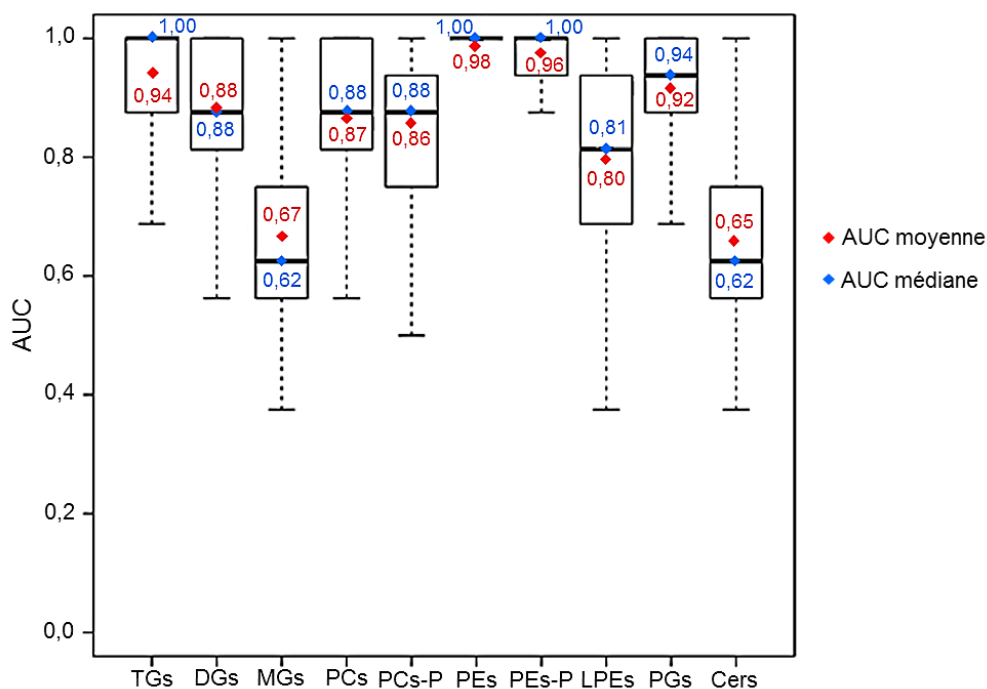 1,00 1,00 1,00
1,0
0,94 0,88 0,88 0,88 0,87 0,88 0,86 0,98 0,96 0,94 0,92
0,8
0,81 0,80
0,67 0,62 0,65 0,62
0,6
AUC moyenne
AUC médiane
AUC
0,4
0,2
0,0
TGs DGs MGs PCs PCs-P PEs PEs-P LPEs PGs Cers